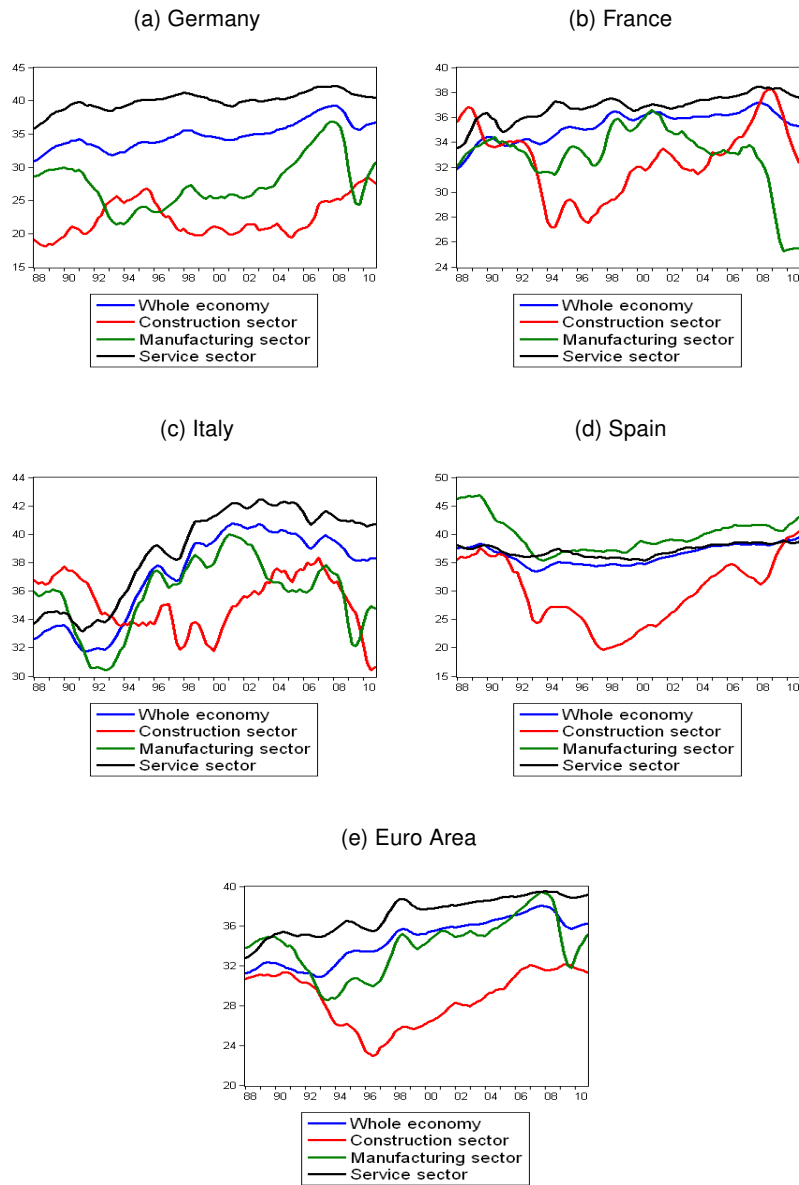 (a) Germany
45
40
35
30
25
20
15
88 90 92 94 96 98 00 02 04 06 08 10
Whole economy
Construction sector
Manufacturing sector
Service sector
(b) France
40
38
36
34
32
30
28
26
24
88 90 92 94 96 98 00 02 04 06 08 10
Whole economy
Construction sector
Manufacturing sector
Service sector
(c) Italy
44
42
40
38
36
34
32
30
88 90 92 94 96 98 00 02 04 06 08 10
Whole economy
Construction sector
Manufacturing sector
Service sector
(d) Spain
50
45
40
35
30
25
20
15
88 90 92 94 96 98 00 02 04 06 08 10
Whole economy
Construction sector
Manufacturing sector
Service sector
(e) Euro Area
40
36
32
28
24
20
88 90 92 94 96 98 00 02 04 06 08 10
Whole economy
Construction sector
Manufacturing sector
Service sector